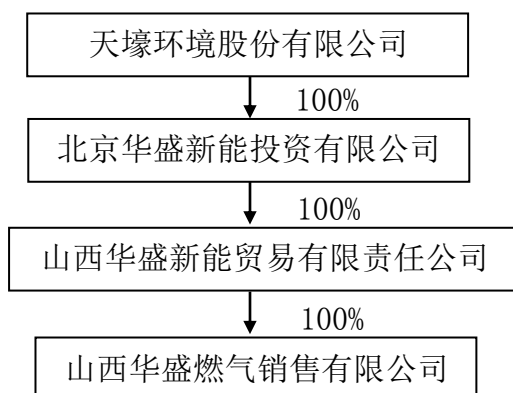 天壕环境股份有限公司
100%
北京华盛新能投资有限公司
100%
山西华盛新能贸易有限责任公司
100%
山西华盛燃气销售有限公司